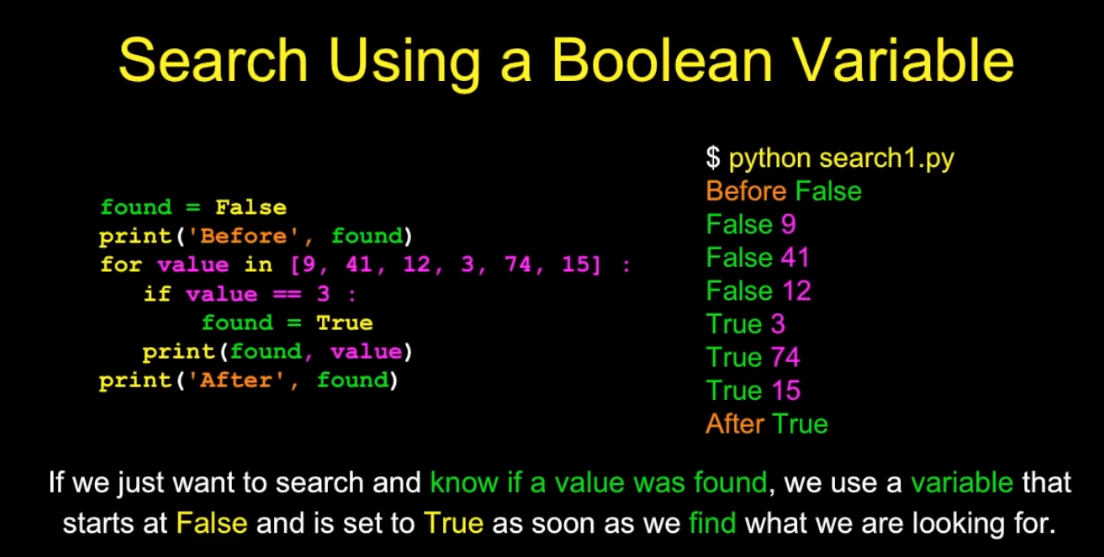 Search Using a Boolean Variable
found = False
print('Before', found)
for value in [9, 41, 12, 3, 74, 15] :
   if value == 3 :
       found = True
   print(found, value)
print('After', found)
$ python search1.py
Before False
False 9
False 41
False 12
True 3
True 74
True 15
After True
If we just want to search and know if a value was found, we use a variable that
starts at False and is set to True as soon as we find what we are looking for.